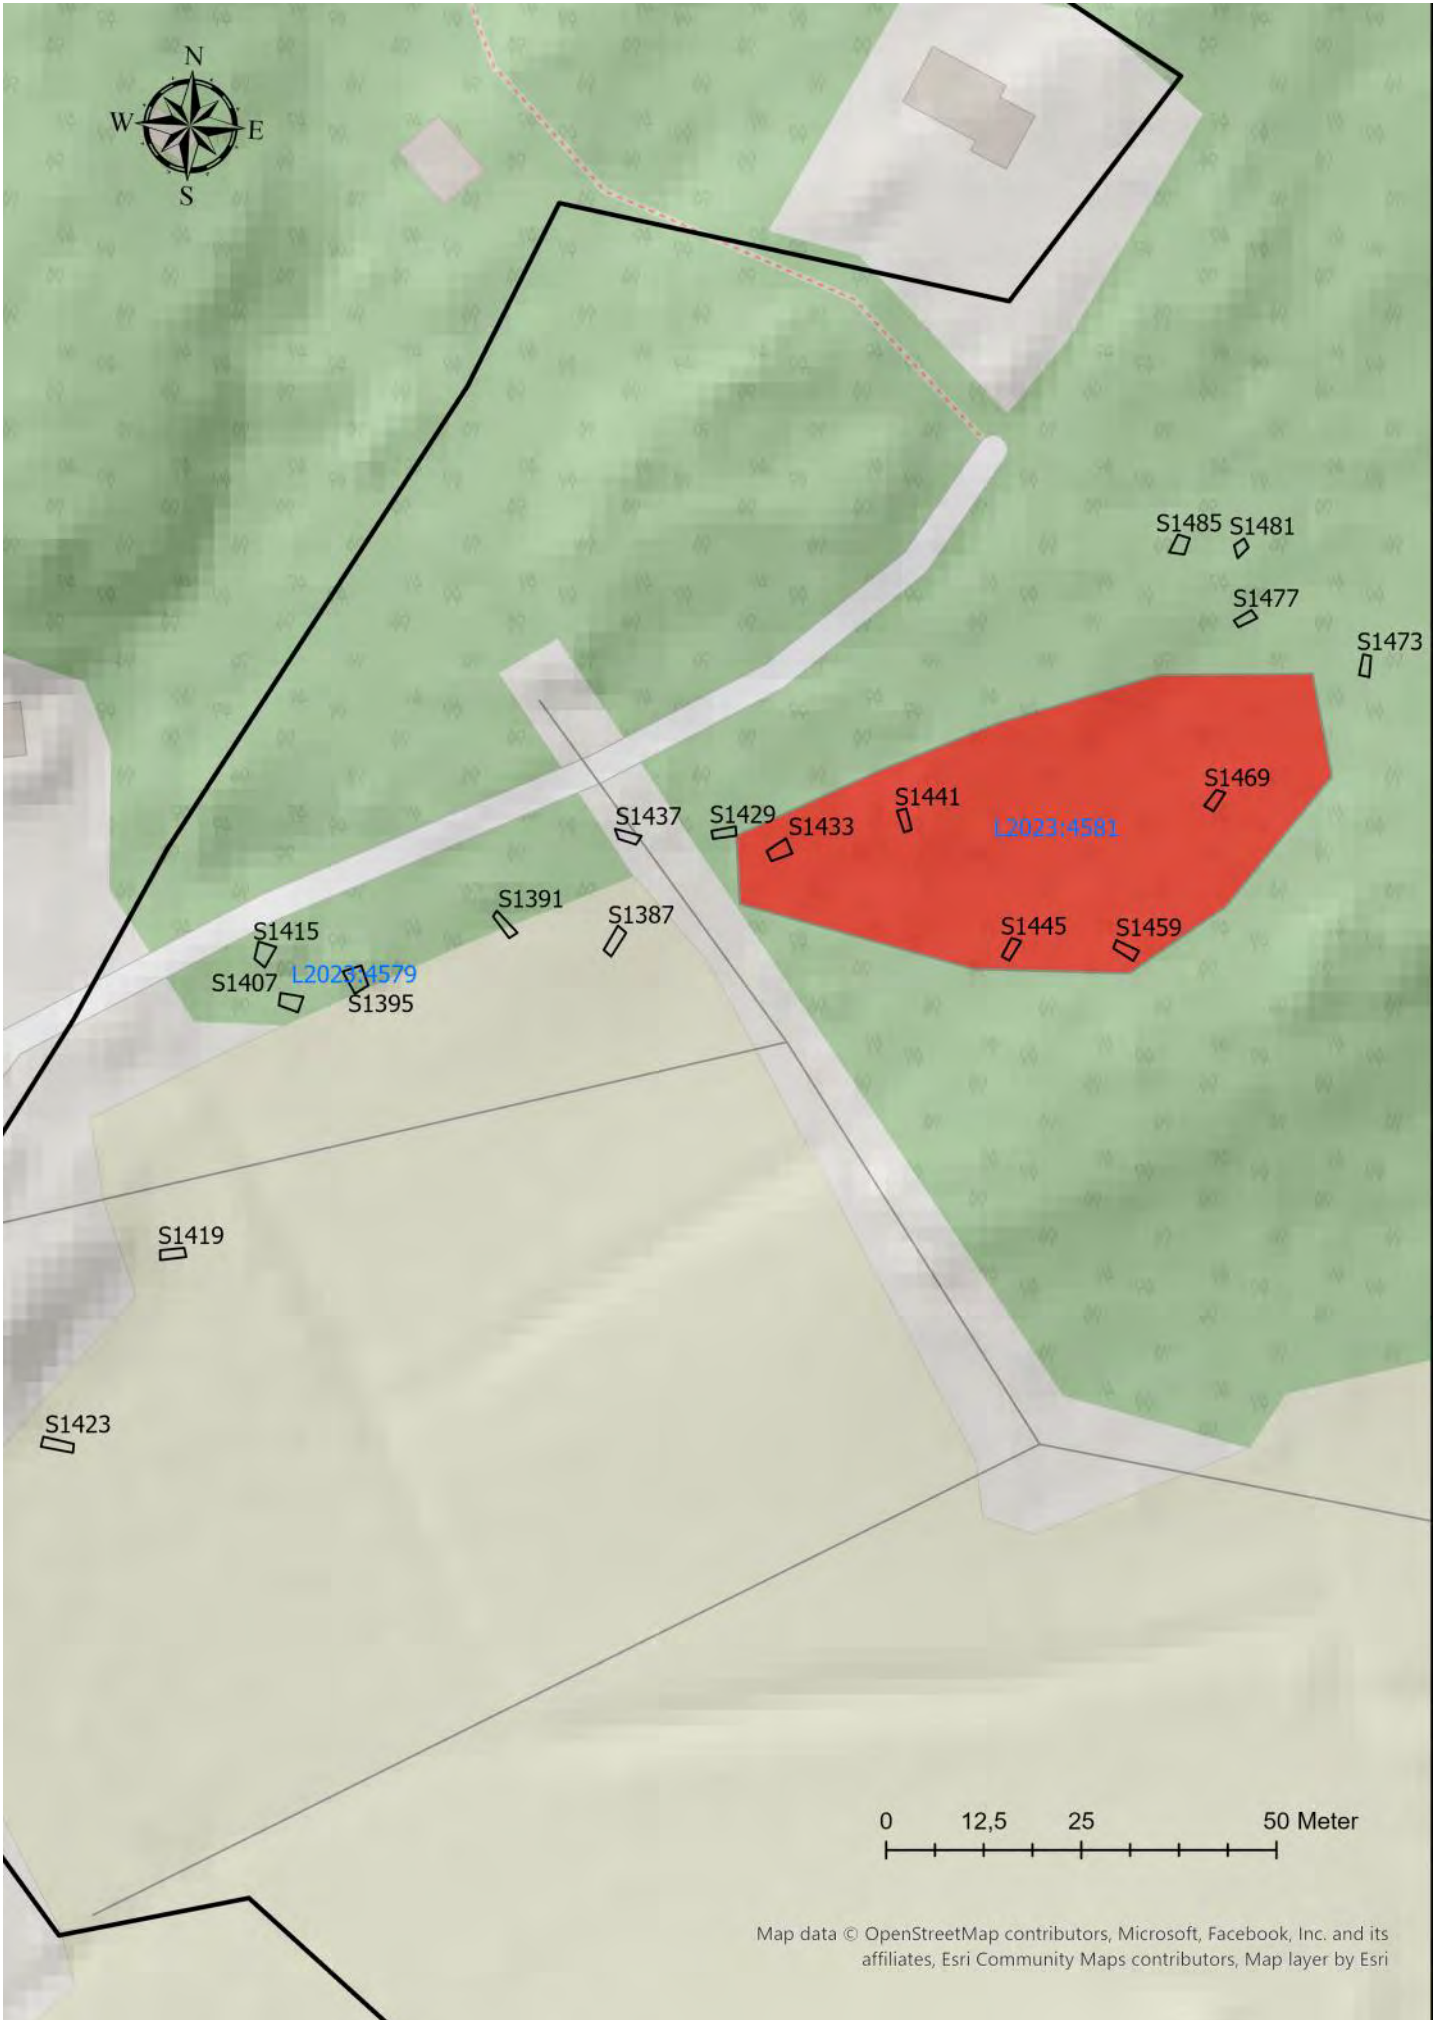 N
W E
S
S1485 S1481
S1477
S1473
S1469
S1441
S1437 S1429 S1433
L2023:4581
S1391
S1387
S1445 S1459
S1415
L2023:4579
S1407
S1395
S1419
S1423
0 12,5 25 50 Meter
Map data © OpenStreetMap contributors, Microsoft, Facebook, Inc. and its
affiliates, Esri Community Maps contributors, Map layer by Esri